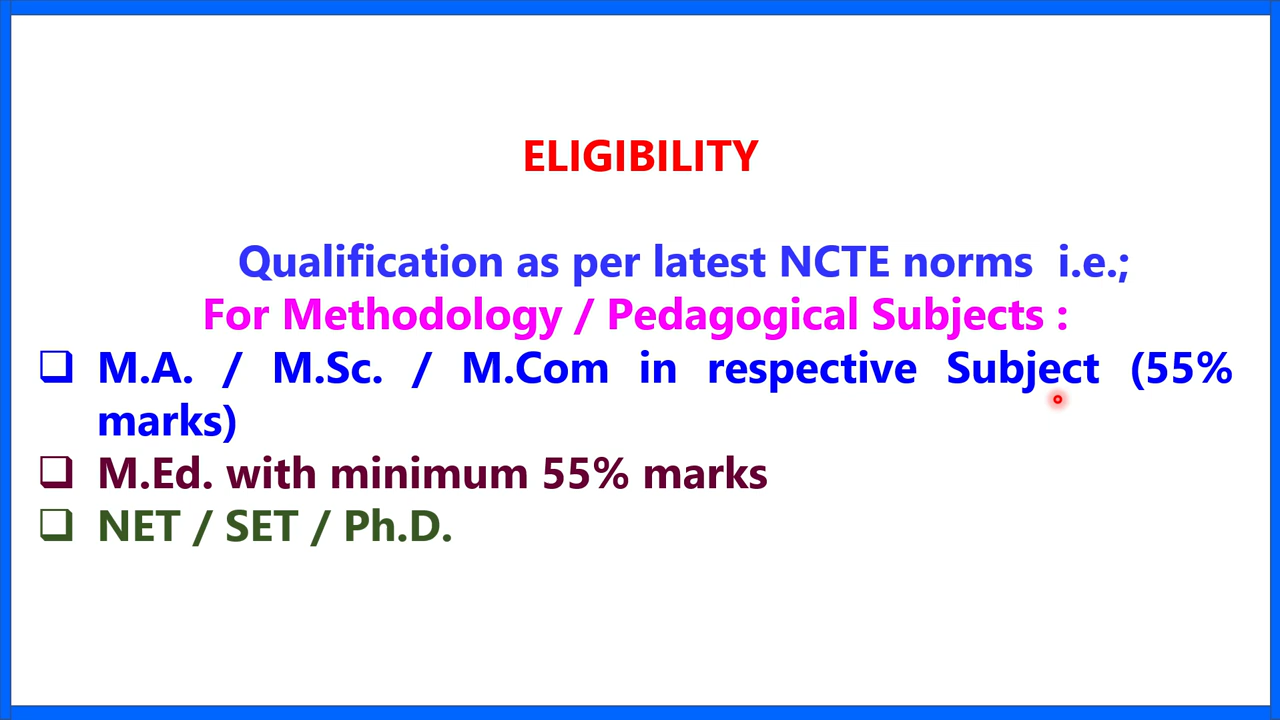 ELIGIBILITY
Qualification as per latest NCTE norms i.e.;
For Methodology / Pedagogical Subjects :
❑ M.A. / M.Sc. / M.Com in respective Subject (55%
marks)
❑ M.Ed. with minimum 55% marks
❑ NET / SET / Ph.D.